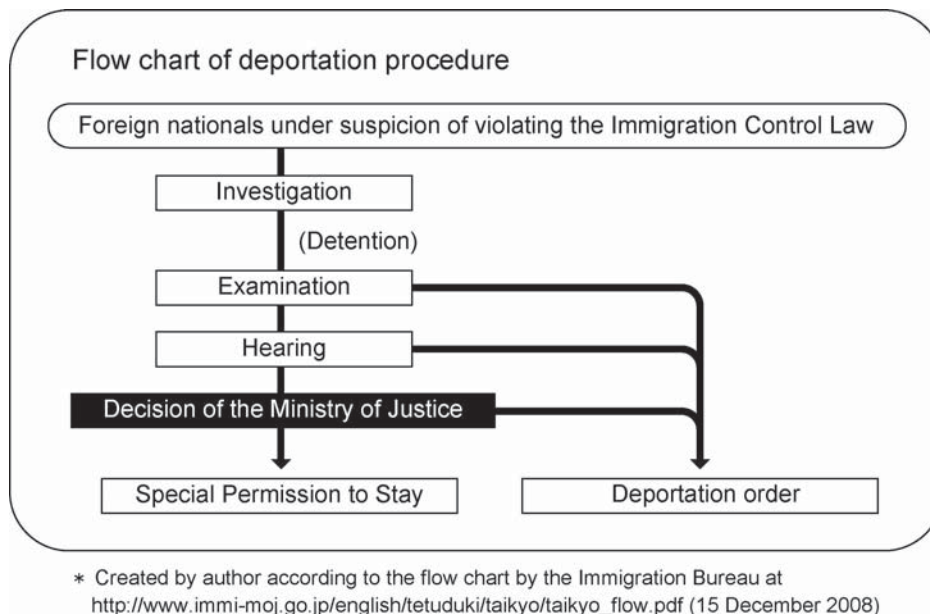 Flow chart of deportation procedure
Foreign nationals under suspicion of violating the Immigration Control Law
Investigation
(Detention)
Examination
Hearing
Decision of the Ministry of Justice
Special Permission to Stay
Deportation order
* Created by author according to the flow chart by the Immigration Bureau at
http://www.immi-moj.go.jp/english/tetuduki/taikyo/taikyo_flow.pdf (15 December 2008)